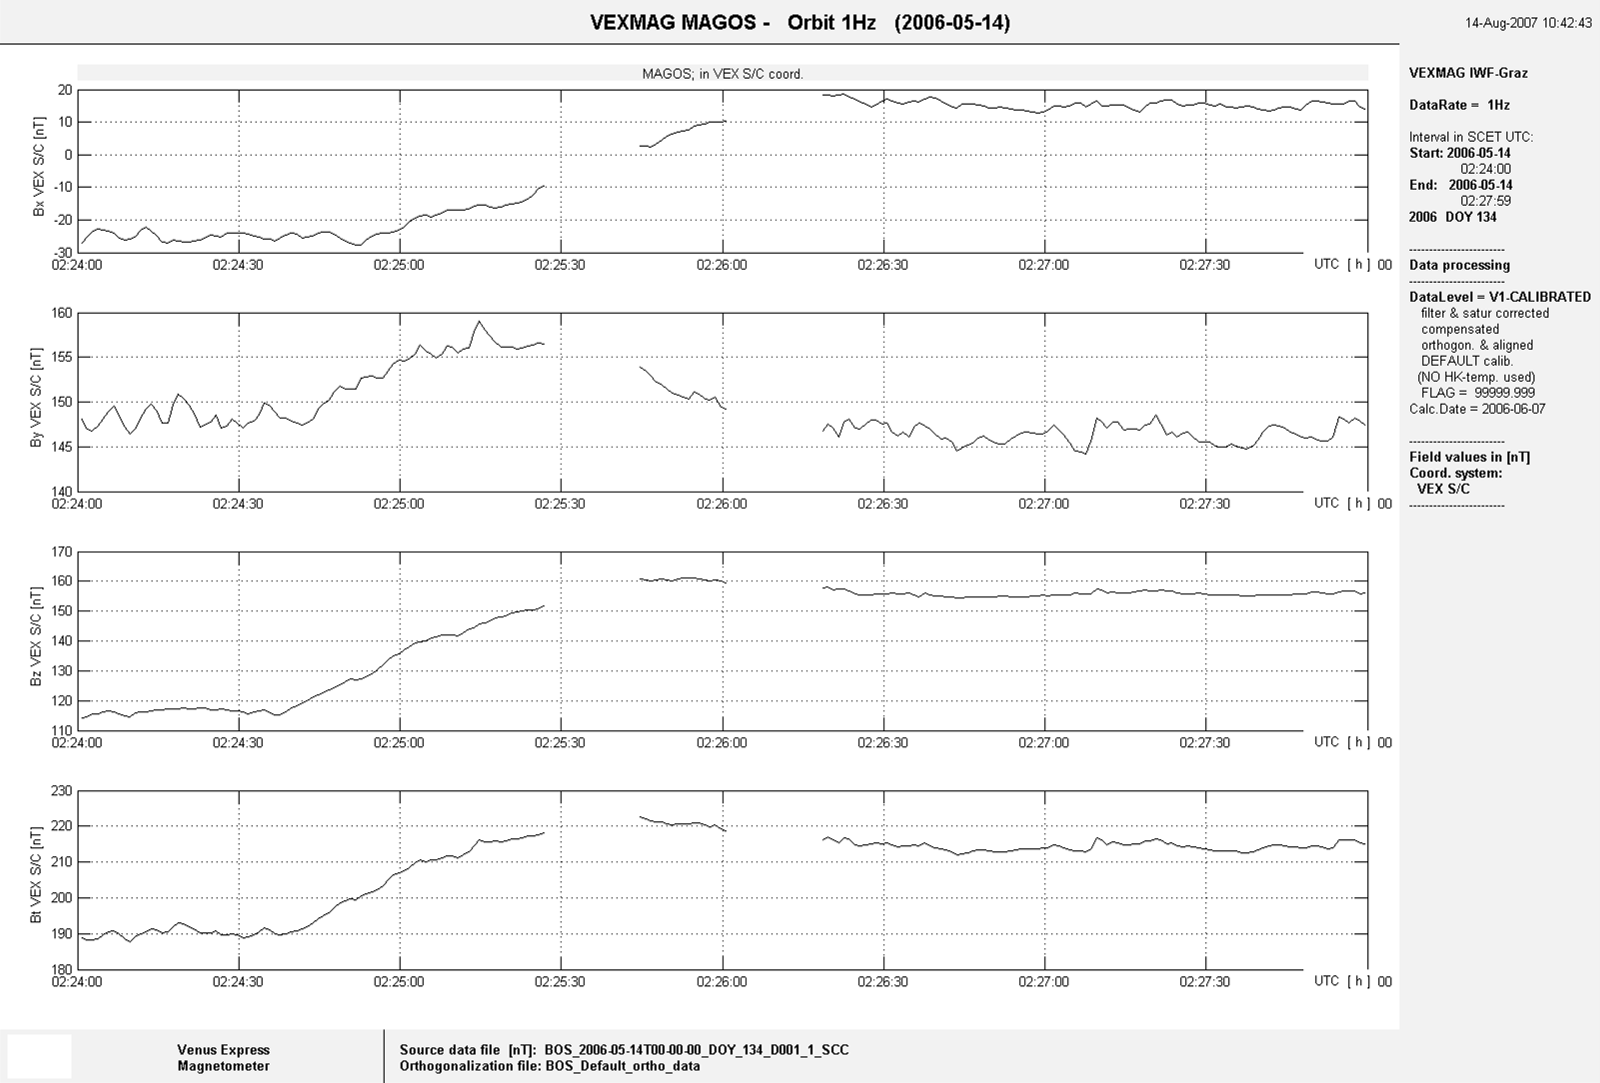 VEXMAG MAGOS - Orbit 1Hz (2006-05-14)
14-Aug-2007 10:42:43
MAGOS; in VEX S/C coord.
Bx VEX S/C [nT]
20
10
0
-10
-20
-30
02:24:00 02:24:30 02:25:00 02:25:30 02:26:00 02:26:30 02:27:00 02:27:30 UTC [ h ] 00
By VEX S/C [nT]
160
155
150
145
140
02:24:00 02:24:30 02:25:00 02:25:30 02:26:00 02:26:30 02:27:00 02:27:30 UTC [ h ] 00
Bz VEX S/C [nT]
170
160
150
140
130
120
110
02:24:00 02:24:30 02:25:00 02:25:30 02:26:00 02:26:30 02:27:00 02:27:30 UTC [ h ] 00
Bt VEX S/C [nT]
230
220
210
200
190
180
02:24:00 02:24:30 02:25:00 02:25:30 02:26:00 02:26:30 02:27:00 02:27:30 UTC [ h ] 00
VEXMAG IWF-Graz
DataRate = 1Hz
Interval in SCET UTC:
Start: 2006-05-14
02:24:00
End: 2006-05-14
02:27:59
2006 DOY 134
------------------------
Data processing
------------------------
DataLevel = V1-CALIBRATED
filter & satur corrected
compensated
orthogon. & aligned
DEFAULT calib.
(NO HK-temp. used)
FLAG = 99999.999
Calc.Date = 2006-06-07
------------------------
Field values in [nT]
Coord. system:
VEX S/C
------------------------
Venus Express
Magnetometer
Source data file [nT]: BOS_2006-05-14T00-00-00_DOY_134_D001_1_SCC
Orthogonalization file: BOS_Default_ortho_data